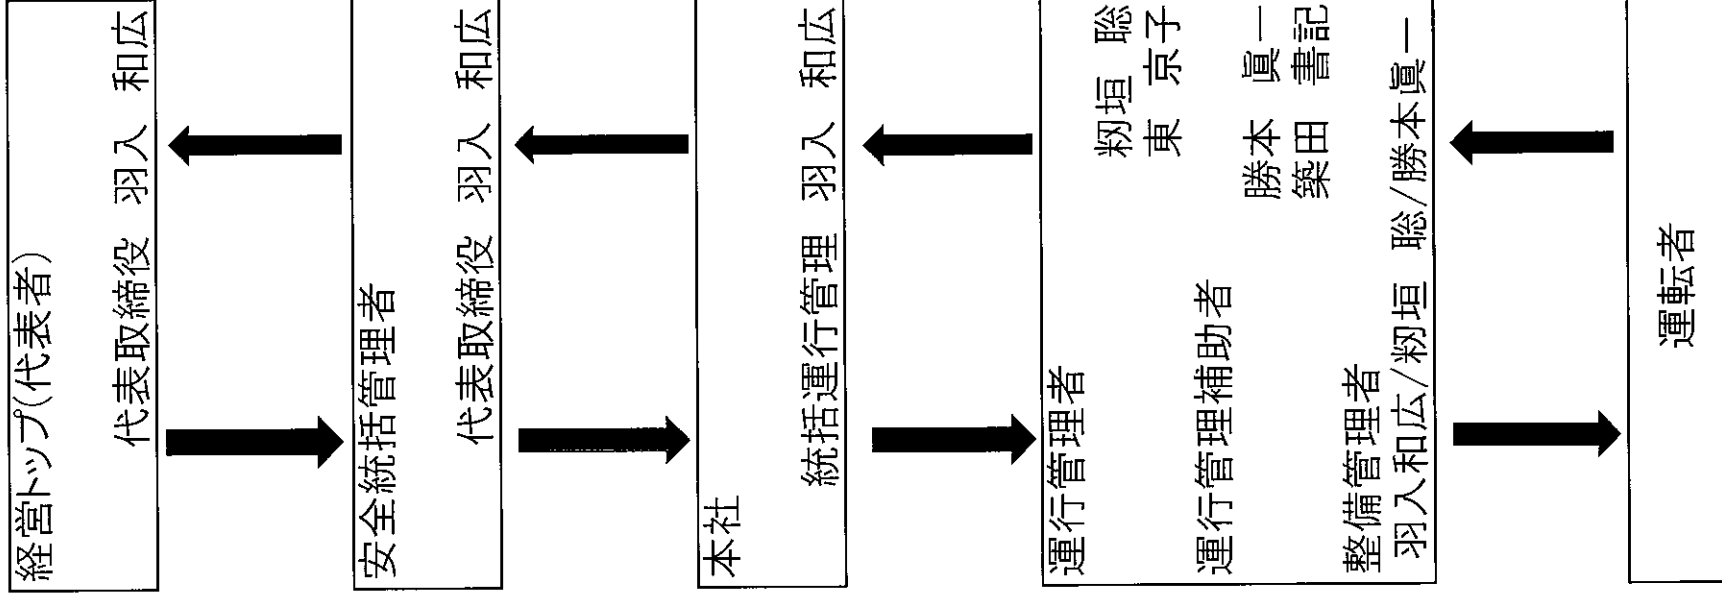 経営トップ(代表者)
代表取締役 羽入 和広
安全統括管理者
代表取締役 羽入 和広
本社
統括運行管理 羽入 和広
運行管理者
籾垣 聡
東 京子
運行管理補助者
勝本 眞一
築田 書記
整備管理者
羽入和広/籾垣 聡/勝本眞一
運転者